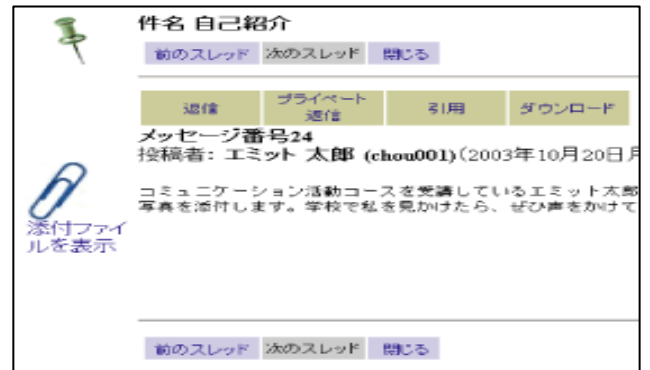 件名 自己紹介
前のスレッド 次のスレッド 閉じる
返信 プライベート返信 引用 ダウンロード
メッセージ番号24
投稿者: エミット 太郎 (chou001)(2003年10月20日月
コミュニケーション活動コースを受講しているエミット太郎
写真を添付します。学校で私を見かけたら、ぜひ声をかけて
添付ファイ
ルを表示
前のスレッド 次のスレッド 閉じる